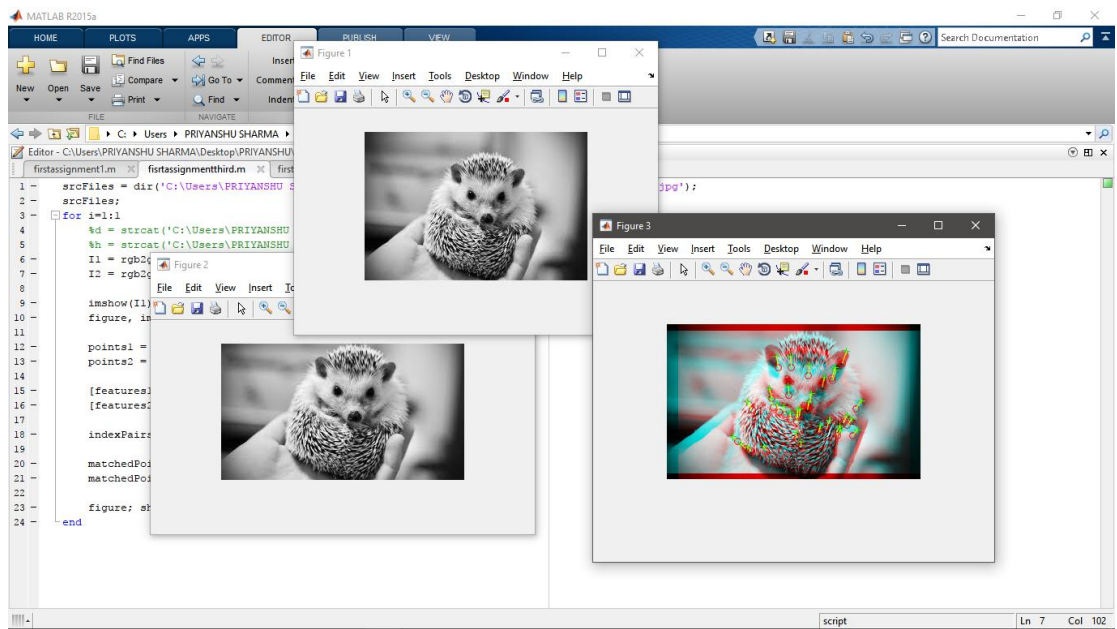 MATLAB R2015a
HOME PLOTS APPS EDITOR PUBLISH VIEW
Search Documentation
New Open Save
Find Files
Compare
Print
Go To
Find
Insert
Comment
Indent
FILE NAVIGATE
C: Users PRIYANSHU SHARMA
Editor - C:\Users\PRIYANSHU SHARMA\Desktop\PRIYANSHU\
firstassignment1.m fisrtassignmentthird.m first
1 srcFiles = dir('C:\Users\PRIYANSHU S jpg');
2 srcFiles;
3 for i=1:1
4 %d = strcat('C:\Users\PRIYANSHU
5 %h = strcat('C:\Users\PRIYANSHU
6 I1 = rgb2g
7 I2 = rgb2g
8
9 imshow(I1)
10 figure, im
11
12 points1 =
13 points2 =
14
15 [features1
16 [features2
17
18 indexPairs
19
20 matchedPoi
21 matchedPoi
22
23 figure; sh
24 end
Figure 1
File Edit View Insert Tools Desktop Window Help
Figure 2
File Edit View Insert To
Figure 3
File Edit View Insert Tools Desktop Window Help
script Ln 7 Col 102